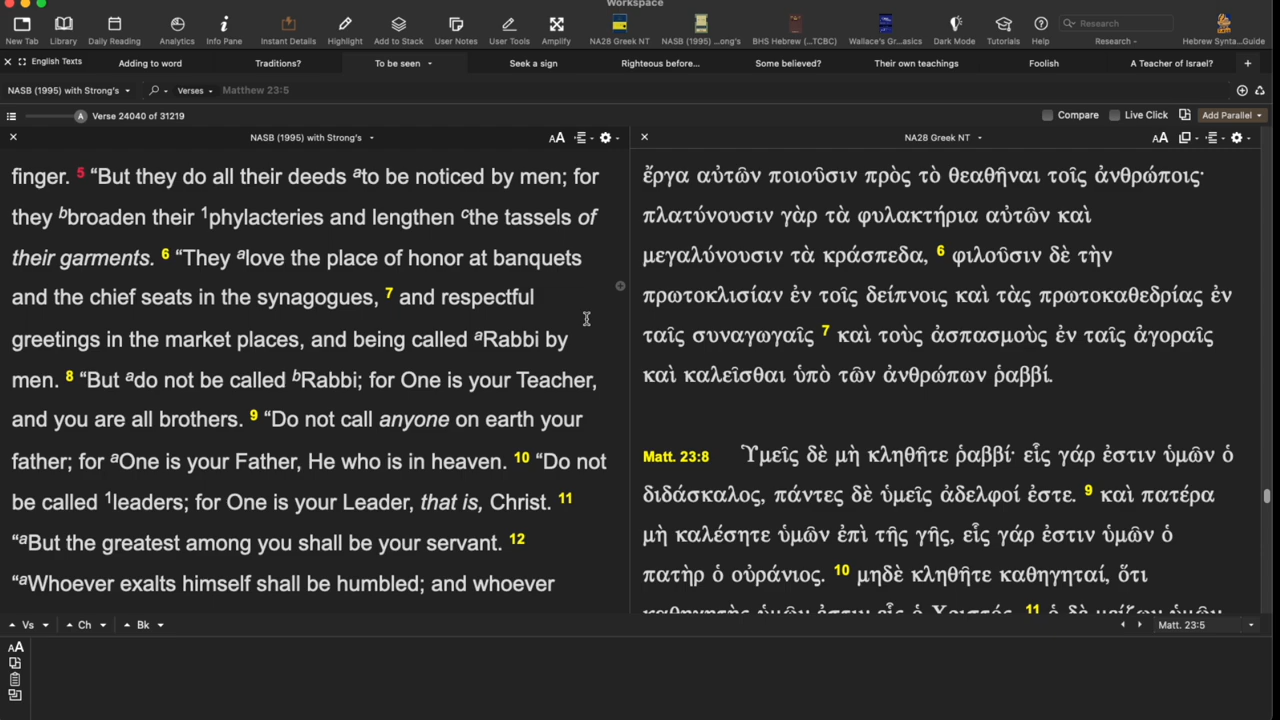 Workspace
New Tab Library Daily Reading Analytics Info Pane Instant Details Highlight Add to Stack User Notes User Tools Amplify NA28 Greek NT NASB (1995) ...ong's BHS Hebrew (...TCBC) Wallace's Gr...asics Dark Mode Tutorials Help Research Research Hebrew Synta...Guide
English Texts Adding to word Traditions? To be seen Seek a sign Righteous before... Some believed? Their own teachings Foolish A Teacher of Israel?
NASB (1995) with Strong's Verses Matthew 23:5
A Verse 24040 of 31219 Compare Live Click Add Parallel
NASB (1995) with Strong's AA
finger. 5 “But they do all their deeds ato be noticed by men; for
they bbroaden their 1phylacteries and lengthen cthe tassels of
their garments. 6 “They alove the place of honor at banquets
and the chief seats in the synagogues, 7 and respectful
greetings in the market places, and being called aRabbi by
men. 8 “But ado not be called bRabbi; for One is your Teacher,
and you are all brothers. 9 “Do not call anyone on earth your
father; for aOne is your Father, He who is in heaven. 10 “Do not
be called 1leaders; for One is your Leader, that is, Christ. 11
“aBut the greatest among you shall be your servant. 12
“aWhoever exalts himself shall be humbled; and whoever
NA28 Greek NT AA
ἔργα αὐτῶν ποιοῦσιν πρὸς τὸ θεαθῆναι τοῖς ἀνθρώποις·
πλατύνουσιν γὰρ τὰ φυλακτήρια αὐτῶν καὶ
μεγαλύνουσιν τὰ κράσπεδα, 6 φιλοῦσιν δὲ τὴν
πρωτοκλισίαν ἐν τοῖς δείπνοις καὶ τὰς πρωτοκαθεδρίας ἐν
ταῖς συναγωγαῖς 7 καὶ τοὺς ἀσπασμοὺς ἐν ταῖς ἀγοραῖς
καὶ καλεῖσθαι ὑπὸ τῶν ἀνθρώπων ῥαββί.
Matt. 23:8 Ὑμεῖς δὲ μὴ κληθῆτε ῥαββί· εἷς γάρ ἐστιν ὑμῶν ὁ
διδάσκαλος, πάντες δὲ ὑμεῖς ἀδελφοί ἐστε. 9 καὶ πατέρα
μὴ καλέσητε ὑμῶν ἐπὶ τῆς γῆς, εἷς γάρ ἐστιν ὑμῶν ὁ
πατὴρ ὁ οὐράνιος. 10 μηδὲ κληθῆτε καθηγηταί, ὅτι
καθηγητὴς ὑμῶν ἐστιν εἷς ὁ Χριστός. 11 ὁ δὲ μείζων ὑμῶν
Vs Ch Bk Matt. 23:5
AA